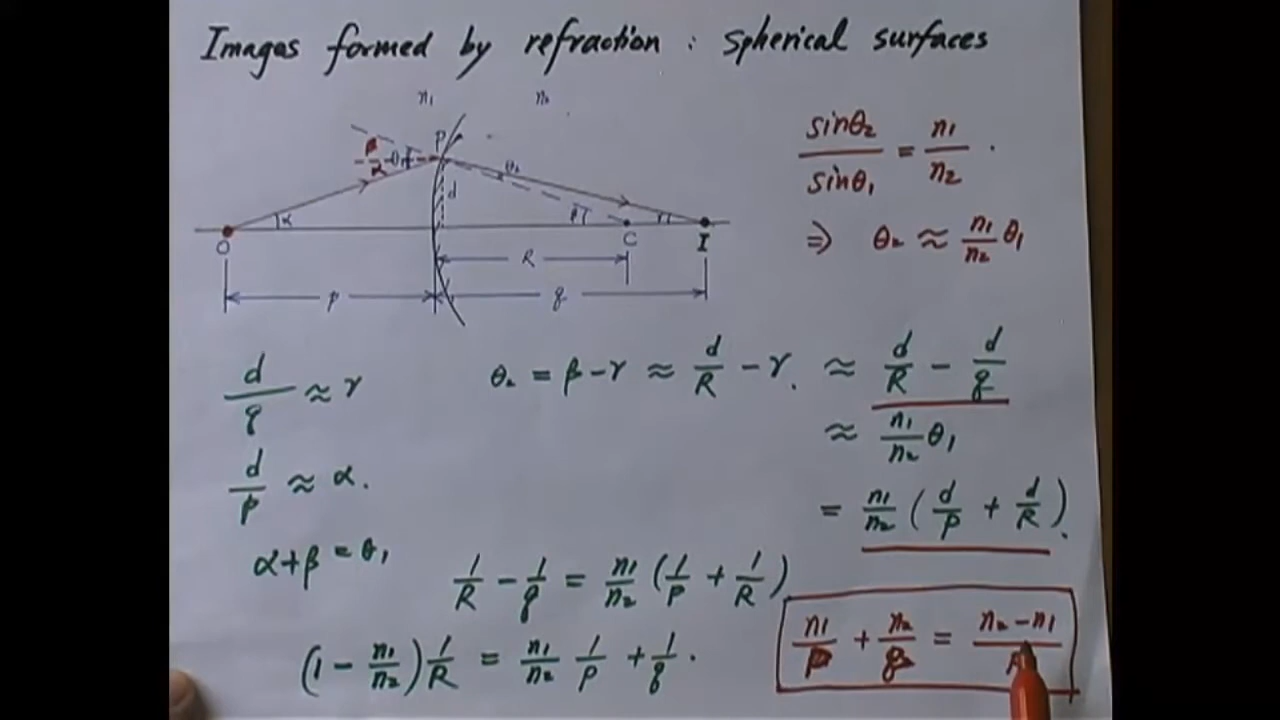 Images formed by refraction : Spherical surfaces
n₁ n₂
P
β α θ₁
θ₂
d
α β γ
O C I
R
p q
sinθ₂/sinθ₁ = n₁/n₂ .
⇒ θ₂ ≈ n₁/n₂ θ₁
d/q ≈ γ
θ₂ = β − γ ≈ d/R − γ. ≈ d/R − d/q
≈ n₁/n₂ θ₁
d/p ≈ α.
= n₁/n₂ (d/p + d/R).
α+β = θ₁
1/R − 1/q = n₁/n₂ (1/p + 1/R)
n₁/p + n₂/q = n₂−n₁/R
(1 − n₁/n₂) 1/R = n₁/n₂ 1/p + 1/q .